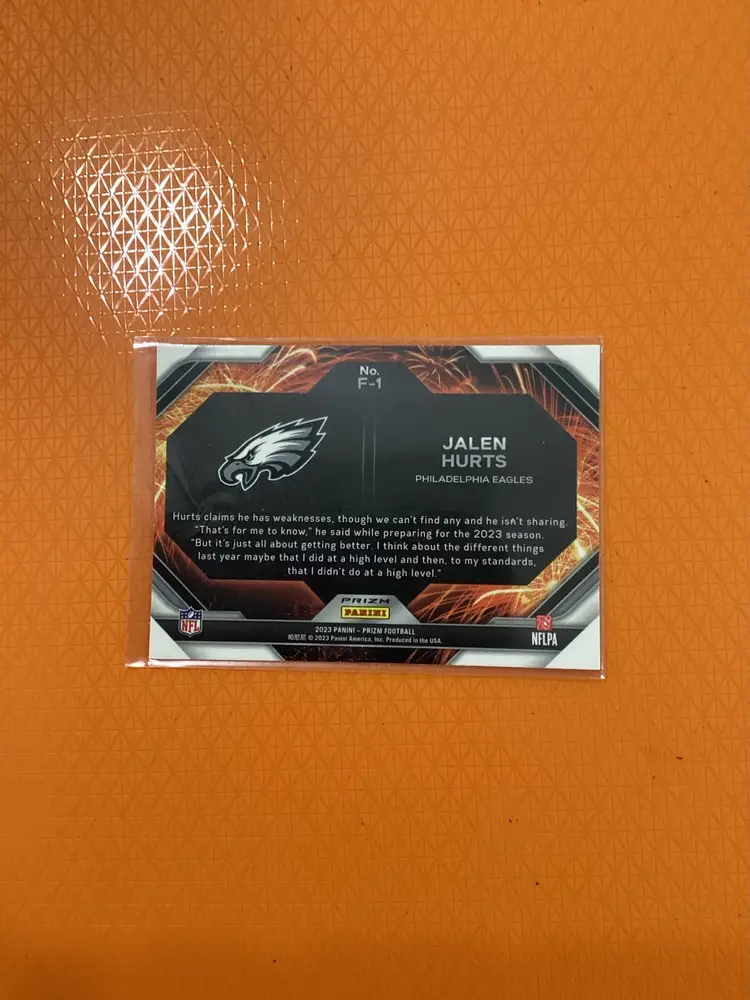 No.
F-1
JALEN
HURTS
PHILADELPHIA EAGLES
Hurts claims he has weaknesses, though we can't find any and he isn't sharing.
"That's for me to know," he said while preparing for the 2023 season.
"But it's just all about getting better. I think about the different things
last year maybe that I did at a high level and then, to my standards,
that I didn't do at a high level."
PRIZM
PANINI
NFL
2023 PANINI – PRIZM FOOTBALL
帕尼尼 © 2023 Panini America, Inc. Produced in the USA.
NFLPA